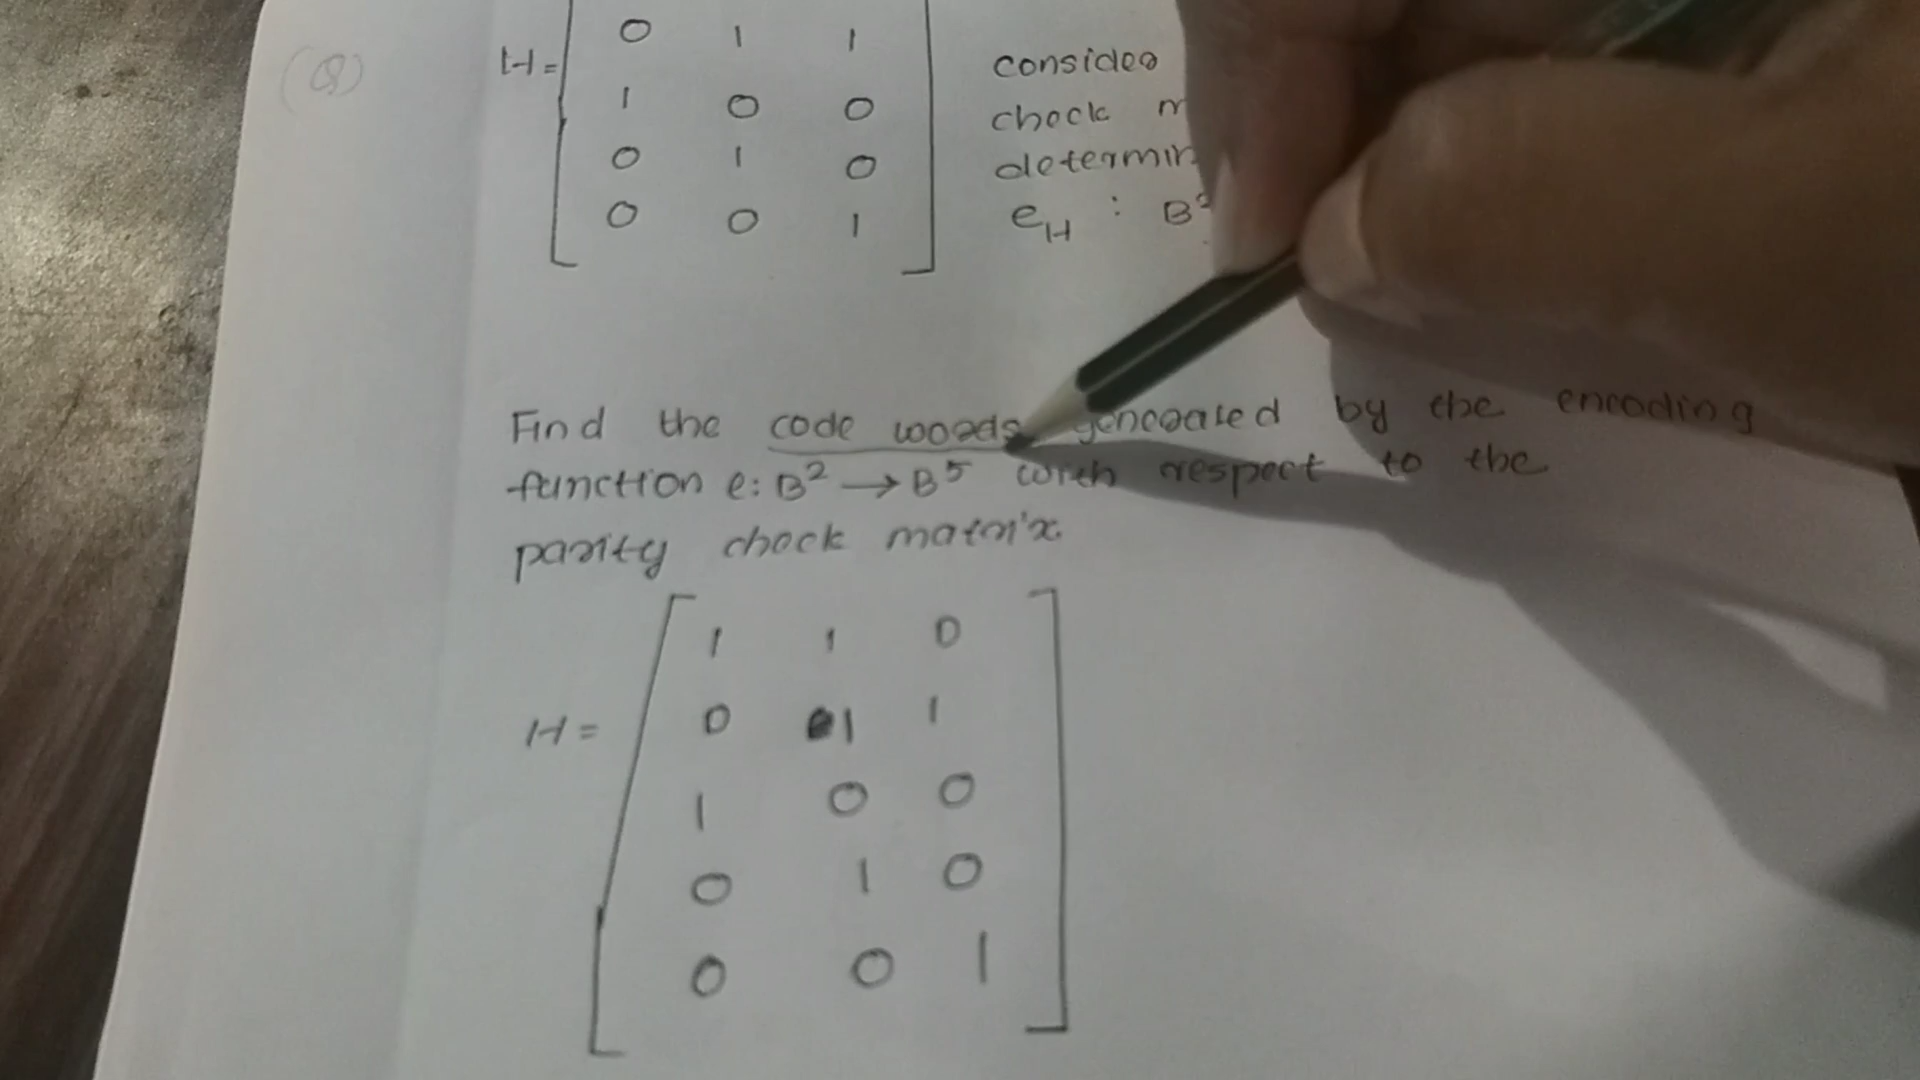 (Q)
H = 0 1 1
1 0 0
0 1 0
0 0 1
consider
check
e_H : B
Find the code words generated by the encoding
function e: B² → B⁵ with respect to the
parity check matrix
H =
1 1 0
0 1 1
1 0 0
0 1 0
0 0 1